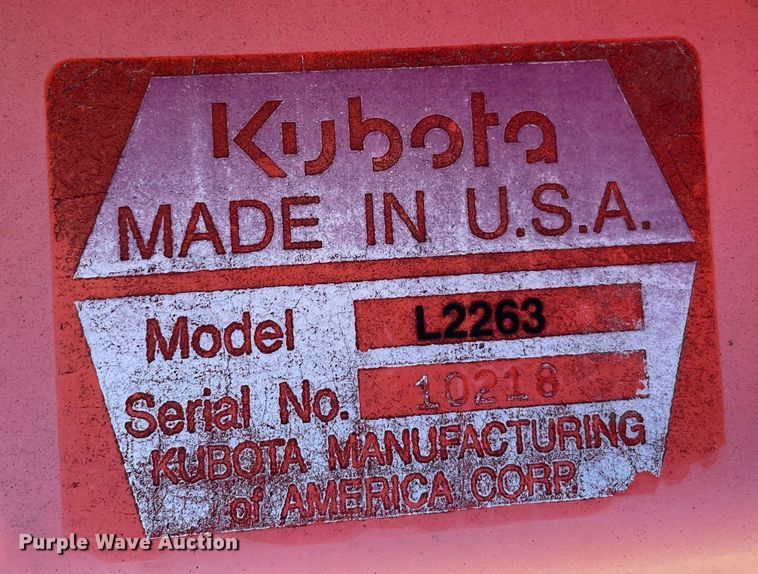 Kubota
MADE IN U.S.A.
Model L2263
Serial No. 10218
KUBOTA MANUFACTURING
of AMERICA CORP
Purple Wave Auction